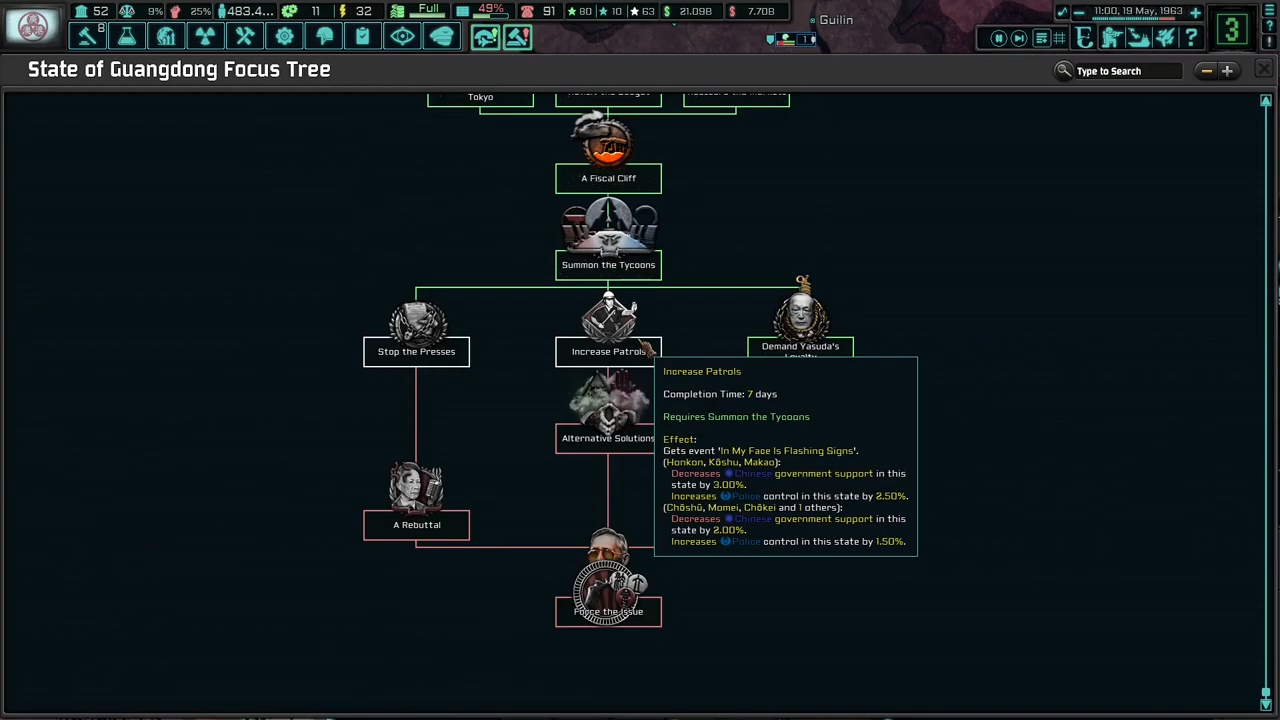 52
9%
25%
483.4...
11
32
Full
49%
91
80
10
63
21.09B
7.70B
11:00, 19 May, 1963
3
8
1
Guilin
State of Guangdong Focus Tree
Type to Search
Tokyo
A Fiscal Cliff
Summon the Tycoons
Stop the Presses
Increase Patrols
Demand Yasuda's
Alternative Solutions
A Rebuttal
Force the Issue
Increase Patrols
Completion Time: 7 days
Requires Summon the Tycoons
Effect:
Gets event 'In My Face Is Flashing Signs'.
(Honkon, Kōshu, Makao):
Decreases Chinese government support in this
state by 3.00%.
Increases Police control in this state by 2.50%.
(Chōshū, Momei, Chōkei and 1 others):
Decreases Chinese government support in this
state by 2.00%.
Increases Police control in this state by 1.50%.